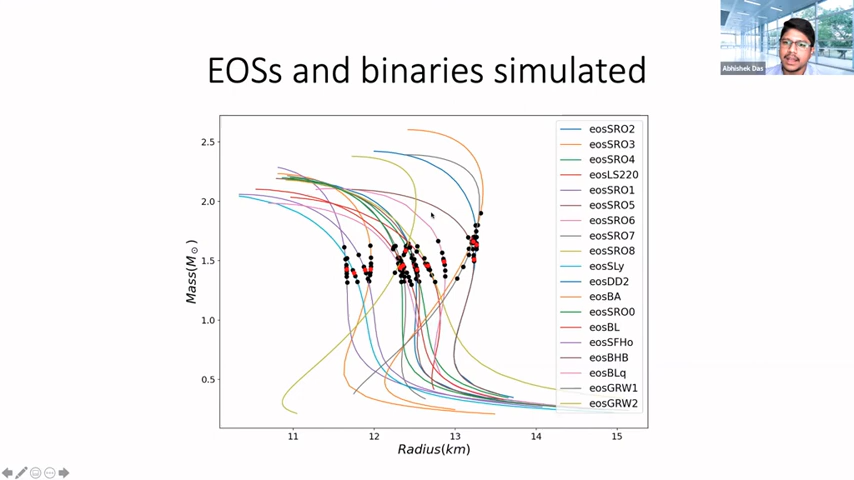 Abhishek Das
EOSs and binaries simulated
eosSRO2
eosSRO3
eosSRO4
eosLS220
eosSRO1
eosSRO5
eosSRO6
eosSRO7
eosSRO8
eosSLy
eosDD2
eosBA
eosSRO0
eosBL
eosSFHo
eosBHB
eosBLq
eosGRW1
eosGRW2
2.5
2.0
1.5
1.0
0.5
Mass(M⊙)
11 12 13 14 15
Radius(km)